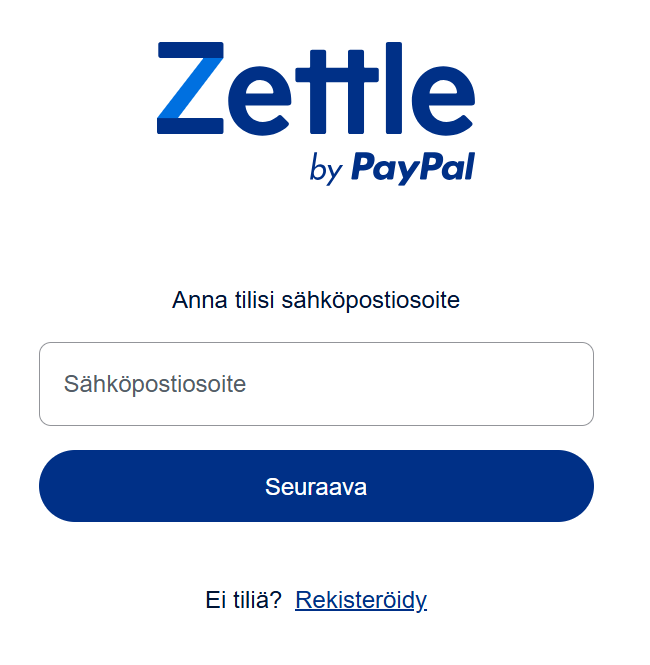 Zettle
by PayPal
Anna tilisi sähköpostiosoite
Sähköpostiosoite
Seuraava
Ei tiliä? Rekisteröidy